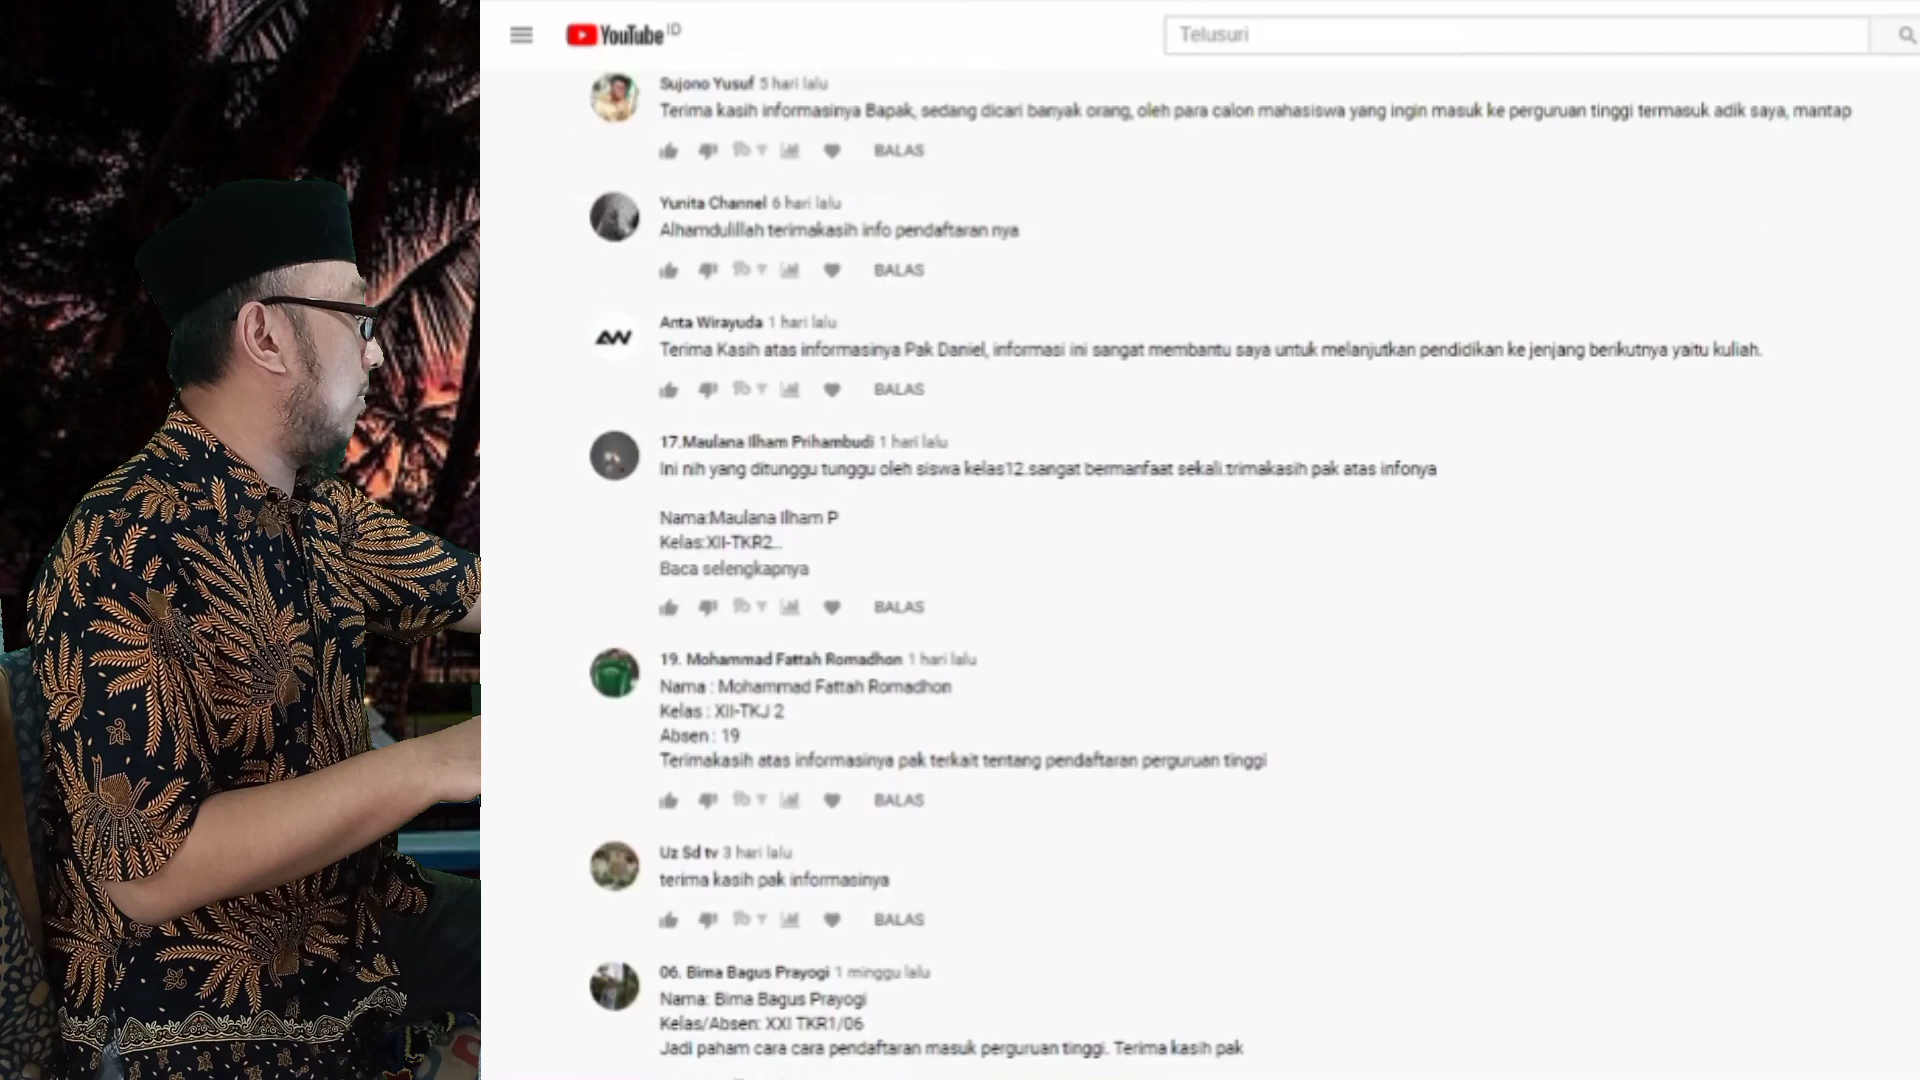 YouTube ID
Telusuri
Sujono Yusuf 5 hari lalu
Terima kasih informasinya Bapak, sedang dicari banyak orang, oleh para calon mahasiswa yang ingin masuk ke perguruan tinggi termasuk adik saya, mantap
BALAS
Yunita Channel 6 hari lalu
Alhamdulillah terimakasih info pendaftaran nya
BALAS
AW
Anta Wirayuda 1 hari lalu
Terima Kasih atas informasinya Pak Daniel, informasi ini sangat membantu saya untuk melanjutkan pendidikan ke jenjang berikutnya yaitu kuliah.
BALAS
17.Maulana Ilham Prihambudi 1 hari lalu
Ini nih yang ditunggu tunggu oleh siswa kelas12.sangat bermanfaat sekali.trimakasih pak atas infonya
Nama:Maulana Ilham P
Kelas:XII-TKR2...
Baca selengkapnya
BALAS
19. Mohammad Fattah Romadhon 1 hari lalu
Nama : Mohammad Fattah Romadhon
Kelas : XII-TKJ 2
Absen : 19
Terimakasih atas informasinya pak terkait tentang pendaftaran perguruan tinggi
BALAS
Uz Sd tv 3 hari lalu
terima kasih pak informasinya
BALAS
06. Bima Bagus Prayogi 1 minggu lalu
Nama: Bima Bagus Prayogi
Kelas/Absen: XXI TKR1/06
Jadi paham cara cara pendaftaran masuk perguruan tinggi. Terima kasih pak